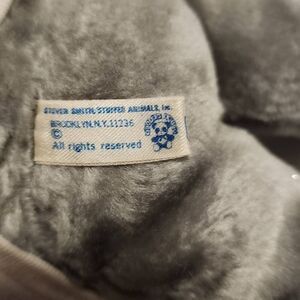 STEVEN SMITH, STUFFED ANIMALS, Inc.
BROOKLYN,N.Y. 11236
©
All rights reserved